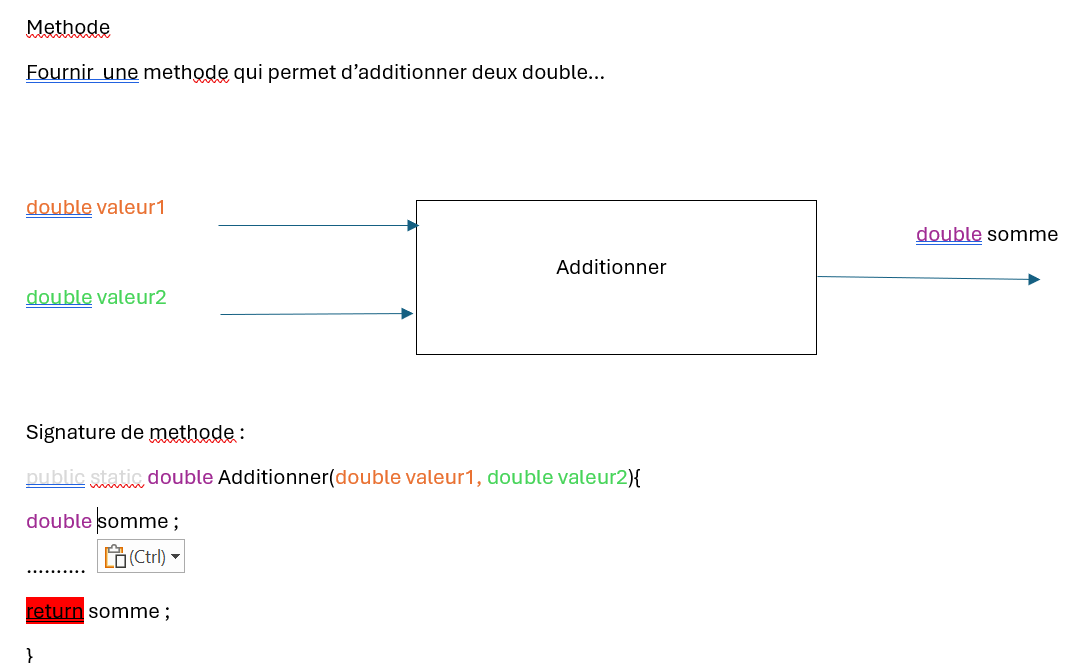 Methode
Fournir une methode qui permet d’additionner deux double…
double valeur1
double somme
Additionner
double valeur2
Signature de methode :
public static double Additionner(double valeur1, double valeur2){
double somme ;
.......... (Ctrl)
return somme ;
}